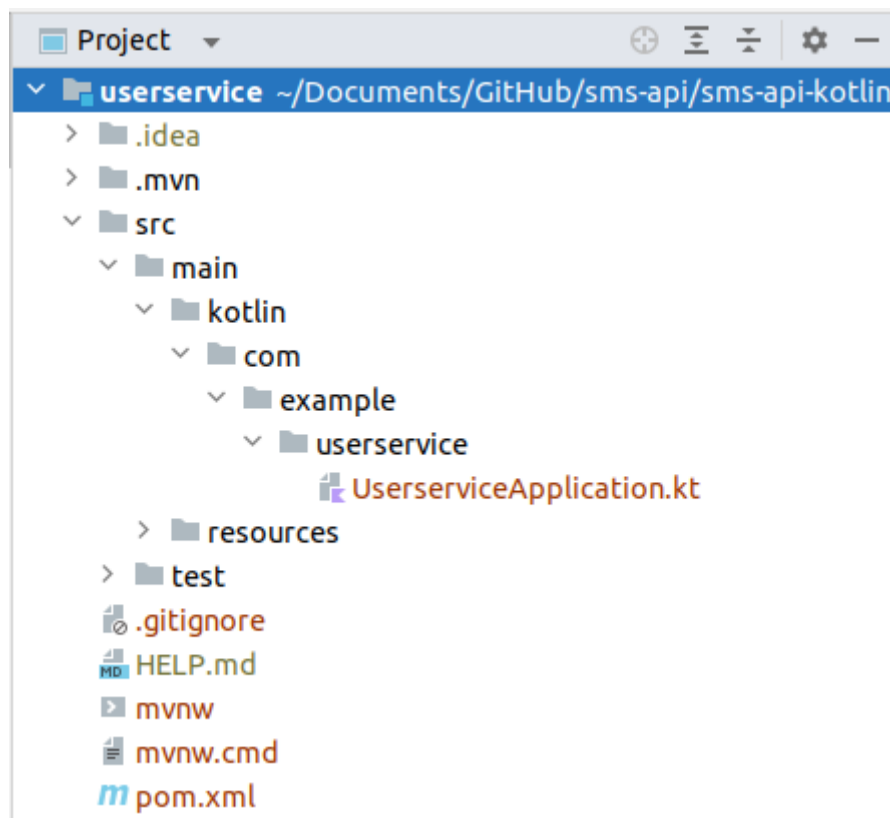 Project
userservice ~/Documents/GitHub/sms-api/sms-api-kotlin
.idea
.mvn
src
main
kotlin
com
example
userservice
UserserviceApplication.kt
resources
test
.gitignore
MD HELP.md
mvnw
mvnw.cmd
m pom.xml